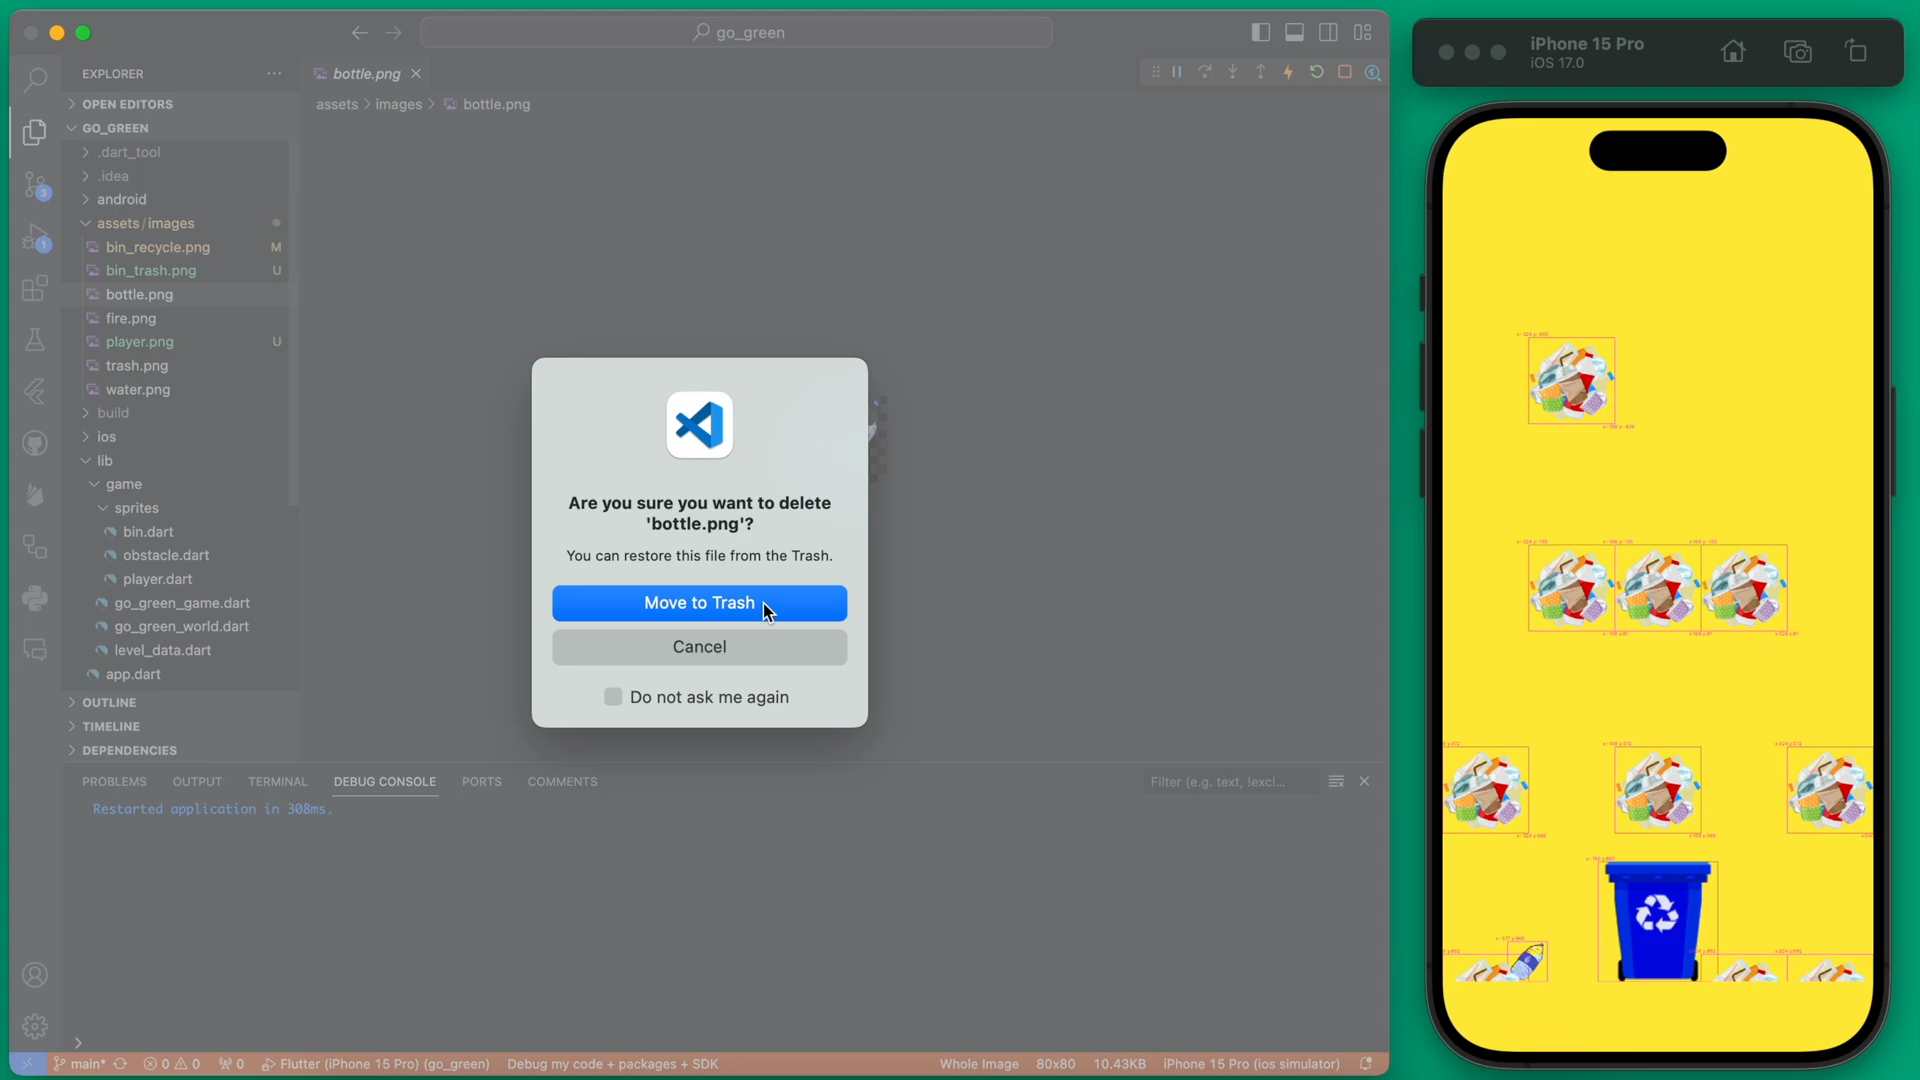 go_green
EXPLORER
OPEN EDITORS
GO_GREEN
.dart_tool
.idea
android
assets/images
bin_recycle.png M
bin_trash.png U
bottle.png
fire.png
player.png U
trash.png
water.png
build
ios
lib
game
sprites
bin.dart
obstacle.dart
player.dart
go_green_game.dart
go_green_world.dart
level_data.dart
app.dart
OUTLINE
TIMELINE
DEPENDENCIES
3
1
bottle.png
assets > images > bottle.png
Are you sure you want to delete
'bottle.png'?
You can restore this file from the Trash.
Move to Trash
Cancel
Do not ask me again
PROBLEMS OUTPUT TERMINAL DEBUG CONSOLE PORTS COMMENTS
Filter (e.g. text, !excl...
Restarted application in 308ms.
main* 0 0 0 Flutter (iPhone 15 Pro) (go_green) Debug my code + packages + SDK Whole Image 80x80 10.43KB iPhone 15 Pro (ios simulator)
iPhone 15 Pro
iOS 17.0